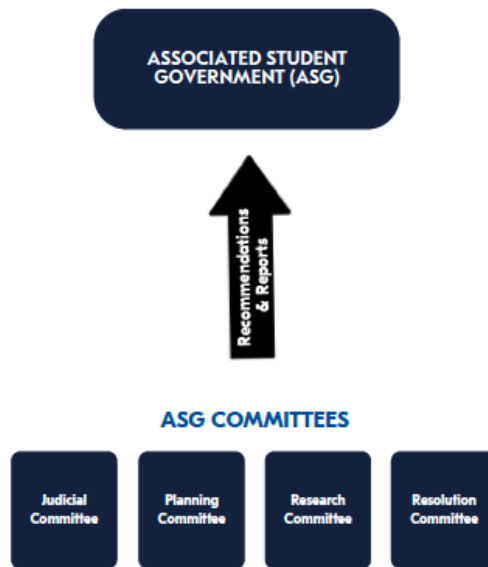 ASSOCIATED STUDENT
GOVERNMENT (ASG)
Recommendations
& Reports
ASG COMMITTEES
Judicial
Committee
Planning
Committee
Research
Committee
Resolution
Committee